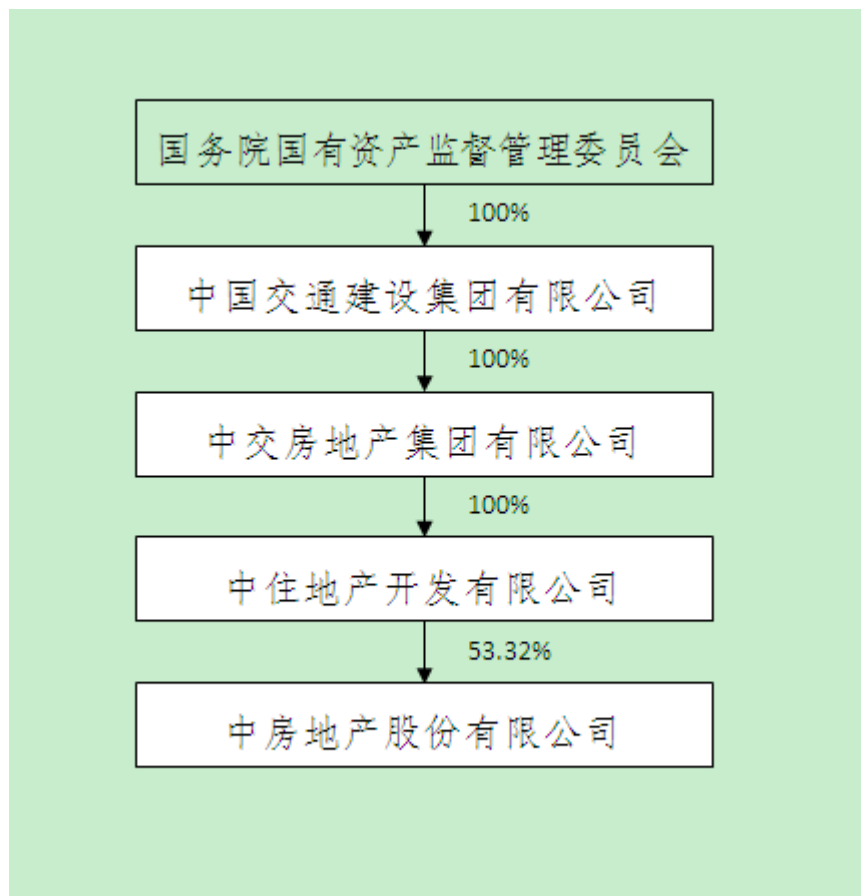 国务院国有资产监督管理委员会
100%
中国交通建设集团有限公司
100%
中交房地产集团有限公司
100%
中住地产开发有限公司
53.32%
中房地产股份有限公司